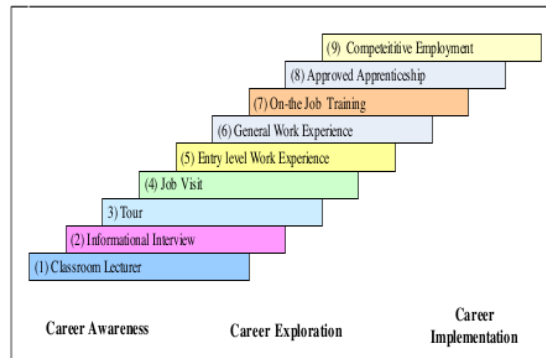 (9) Competeititive Employment
(8) Approved Apprenticeship
(7) On-the Job Training
(6) General Work Experience
(5) Entry level Work Experience
(4) Job Visit
3) Tour
(2) Informational Interview
(1) Classroom Lecturer
Career Awareness
Career Exploration
Career
Implementation